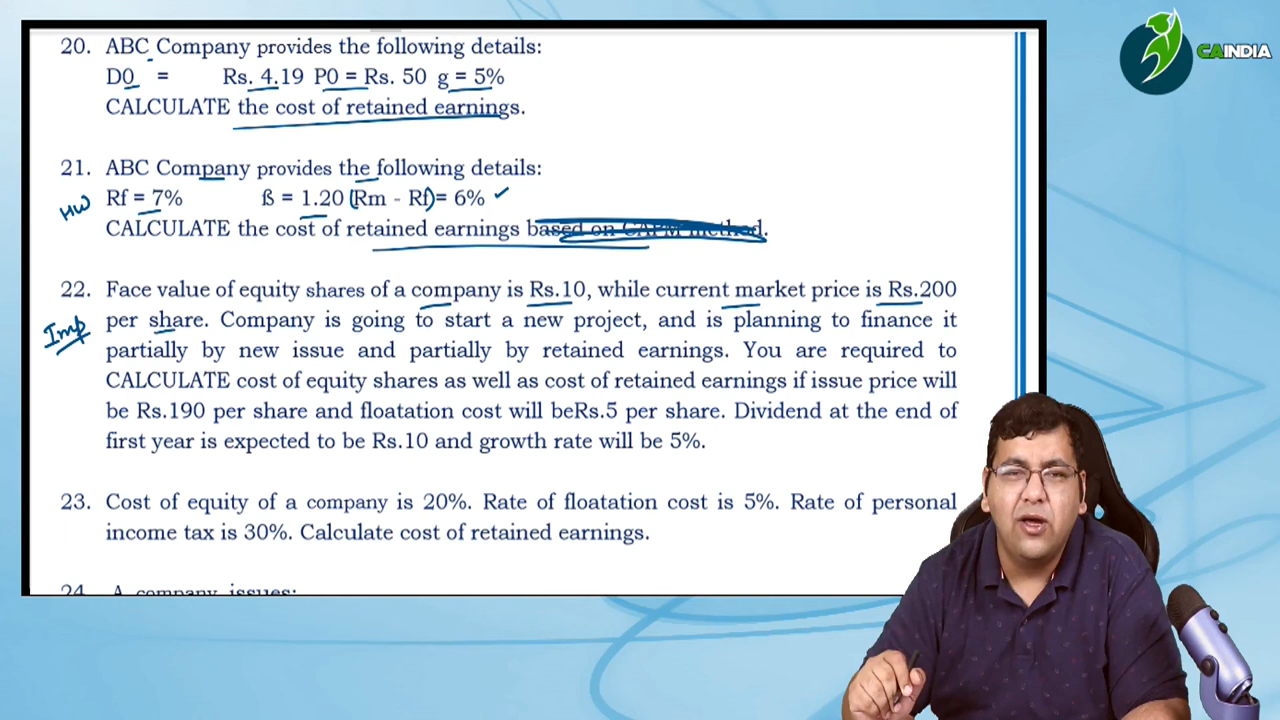 20. ABC Company provides the following details:
D0 = Rs. 4.19 P0 = Rs. 50 g = 5%
CALCULATE the cost of retained earnings.
21. ABC Company provides the following details:
HW Rf = 7% ß = 1.20 (Rm - Rf) = 6%
CALCULATE the cost of retained earnings based on CAPM method.
22. Face value of equity shares of a company is Rs.10, while current market price is Rs.200
Imp per share. Company is going to start a new project, and is planning to finance it
partially by new issue and partially by retained earnings. You are required to
CALCULATE cost of equity shares as well as cost of retained earnings if issue price will
be Rs.190 per share and floatation cost will beRs.5 per share. Dividend at the end of
first year is expected to be Rs.10 and growth rate will be 5%.
23. Cost of equity of a company is 20%. Rate of floatation cost is 5%. Rate of personal
income tax is 30%. Calculate cost of retained earnings.
24. A company issues:
CAINDIA